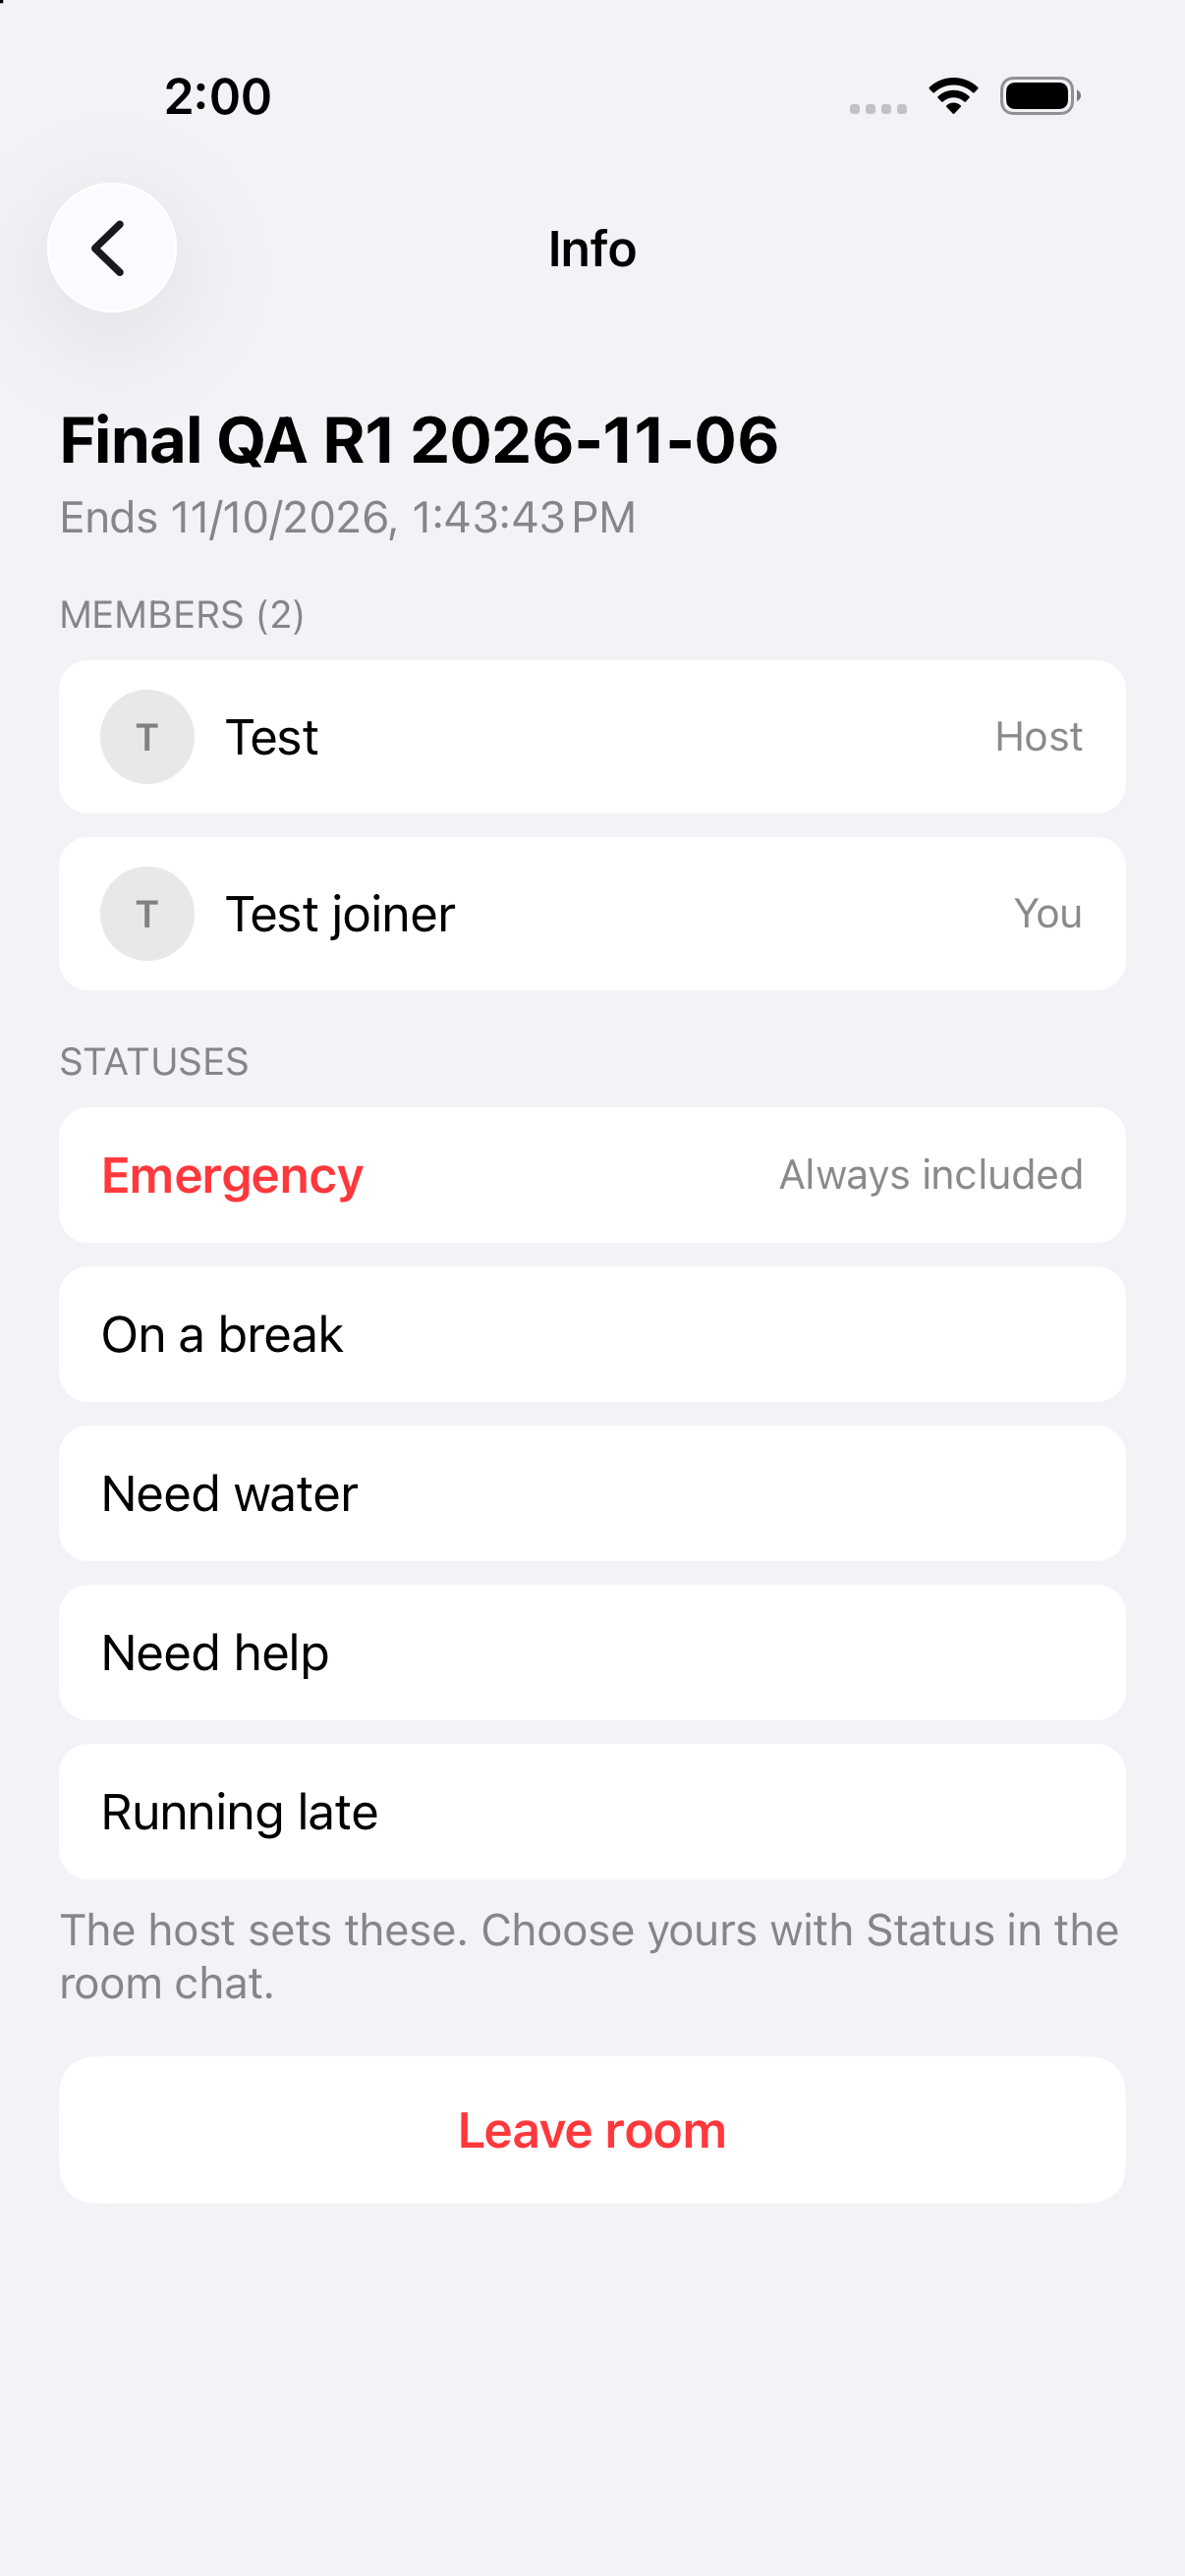 2:00
Info
Final QA R1 2026-11-06
Ends 11/10/2026, 1:43:43 PM
MEMBERS (2)
T Test Host
T Test joiner You
STATUSES
Emergency Always included
On a break
Need water
Need help
Running late
The host sets these. Choose yours with Status in the
room chat.
Leave room